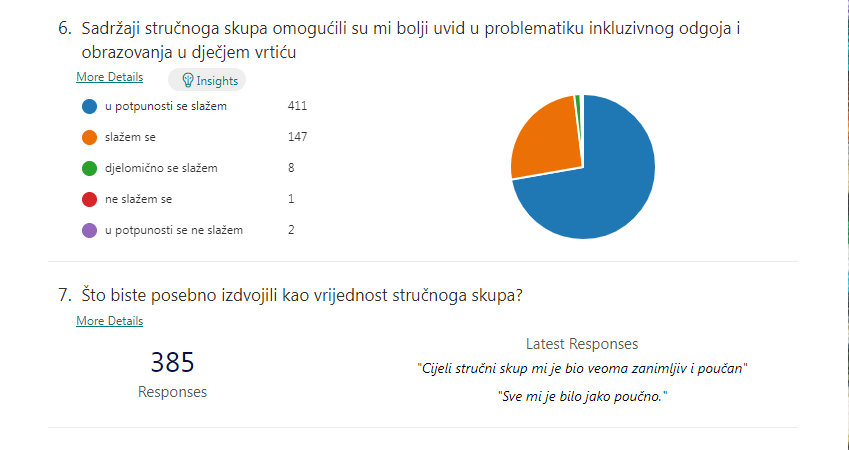 6. Sadržaji stručnoga skupa omogućili su mi bolji uvid u problematiku inkluzivnog odgoja i
obrazovanja u dječjem vrtiću
More Details
Insights
u potpunosti se slažem 411
slažem se 147
djelomično se slažem 8
ne slažem se 1
u potpunosti se ne slažem 2
7. Što biste posebno izdvojili kao vrijednost stručnoga skupa?
More Details
385
Responses
Latest Responses
"Cijeli stručni skup mi je bio veoma zanimljiv i poučan"
"Sve mi je bilo jako poučno."